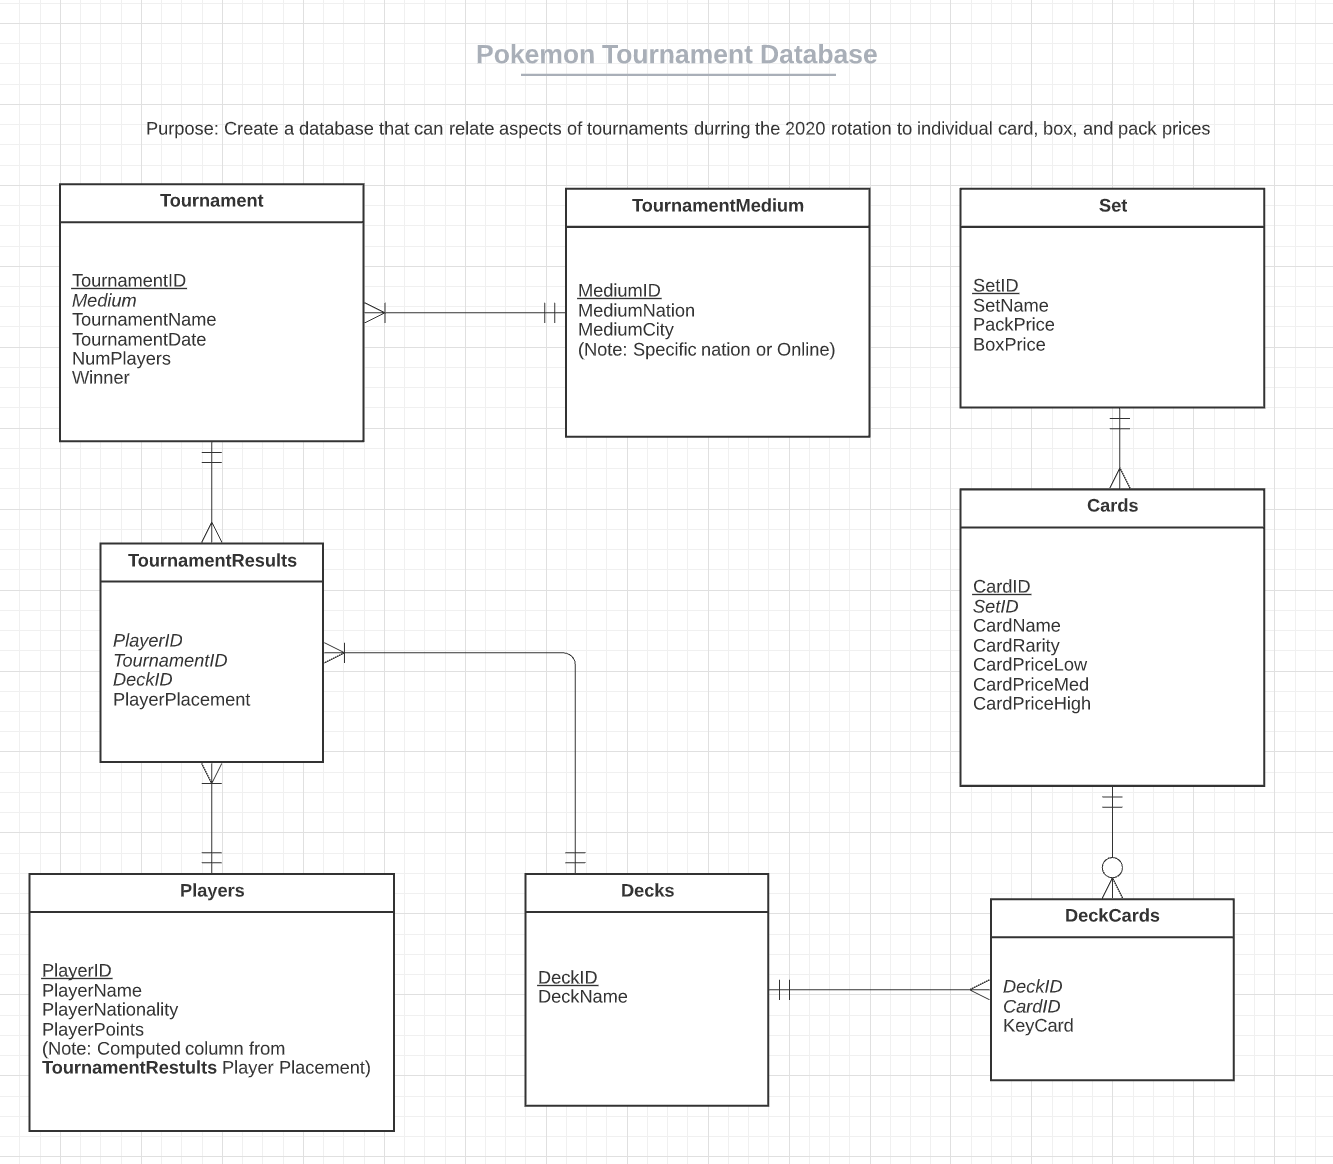 Pokemon Tournament Database
Purpose: Create a database that can relate aspects of tournaments durring the 2020 rotation to individual card, box, and pack prices
Tournament
TournamentID
Medium
TournamentName
TournamentDate
NumPlayers
Winner
TournamentMedium
MediumID
MediumNation
MediumCity
(Note: Specific nation or Online)
Set
SetID
SetName
PackPrice
BoxPrice
TournamentResults
PlayerID
TournamentID
DeckID
PlayerPlacement
Cards
CardID
SetID
CardName
CardRarity
CardPriceLow
CardPriceMed
CardPriceHigh
Players
PlayerID
PlayerName
PlayerNationality
PlayerPoints
(Note: Computed column from
TournamentRestults Player Placement)
Decks
DeckID
DeckName
DeckCards
DeckID
CardID
KeyCard